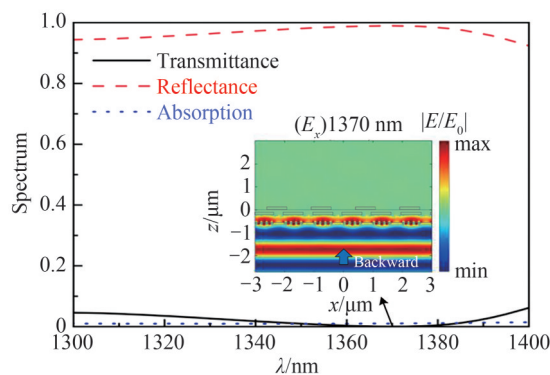 1.0
0.8
0.6
0.4
0.2
0
Spectrum
Transmittance
Reflectance
Absorption
(Eₓ)1370 nm
|E/E₀|
max
min
2
1
0
−1
−2
z/μm
Backward
−3 −2 −1 0 1 2 3
x/μm
1300 1320 1340 1360 1380 1400
λ/nm